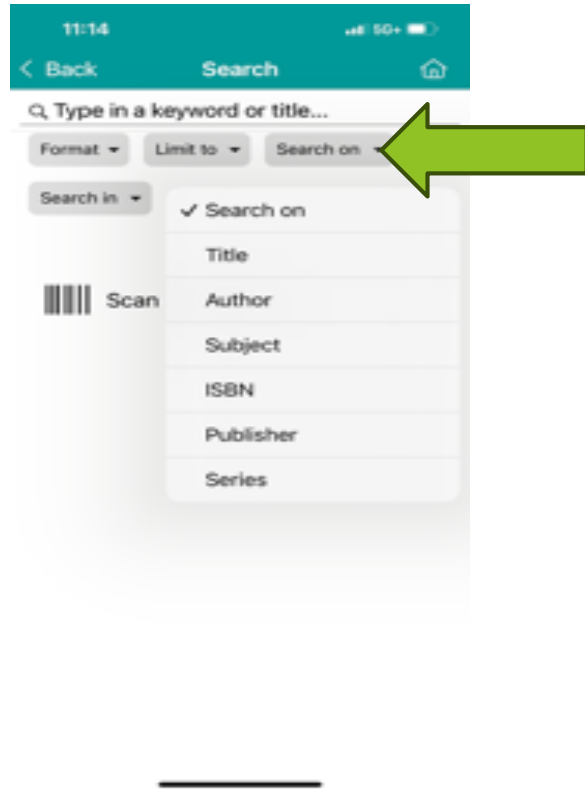 11:14 5G+
Back Search
Type in a keyword or title...
Format Limit to Search on
Search in
✓ Search on
Title
Scan Author
Subject
ISBN
Publisher
Series